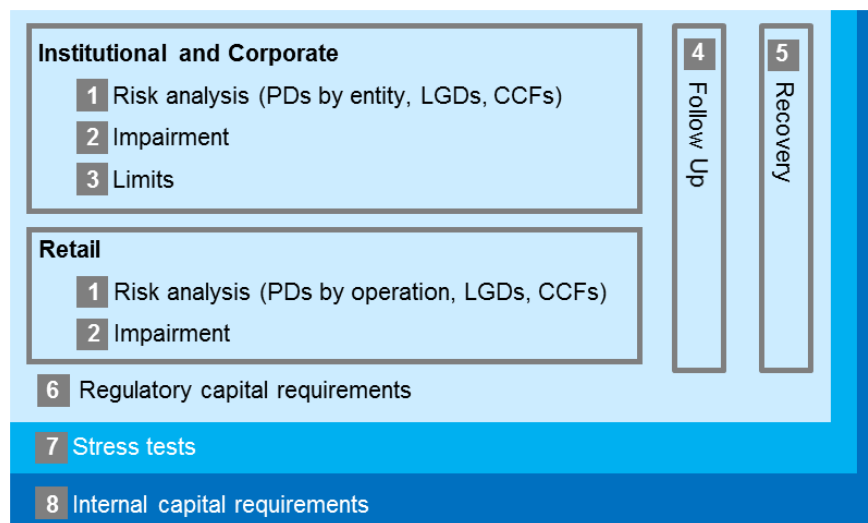 Institutional and Corporate
1 Risk analysis (PDs by entity, LGDs, CCFs)
2 Impairment
3 Limits
Retail
1 Risk analysis (PDs by operation, LGDs, CCFs)
2 Impairment
4 Follow Up
5 Recovery
6 Regulatory capital requirements
7 Stress tests
8 Internal capital requirements